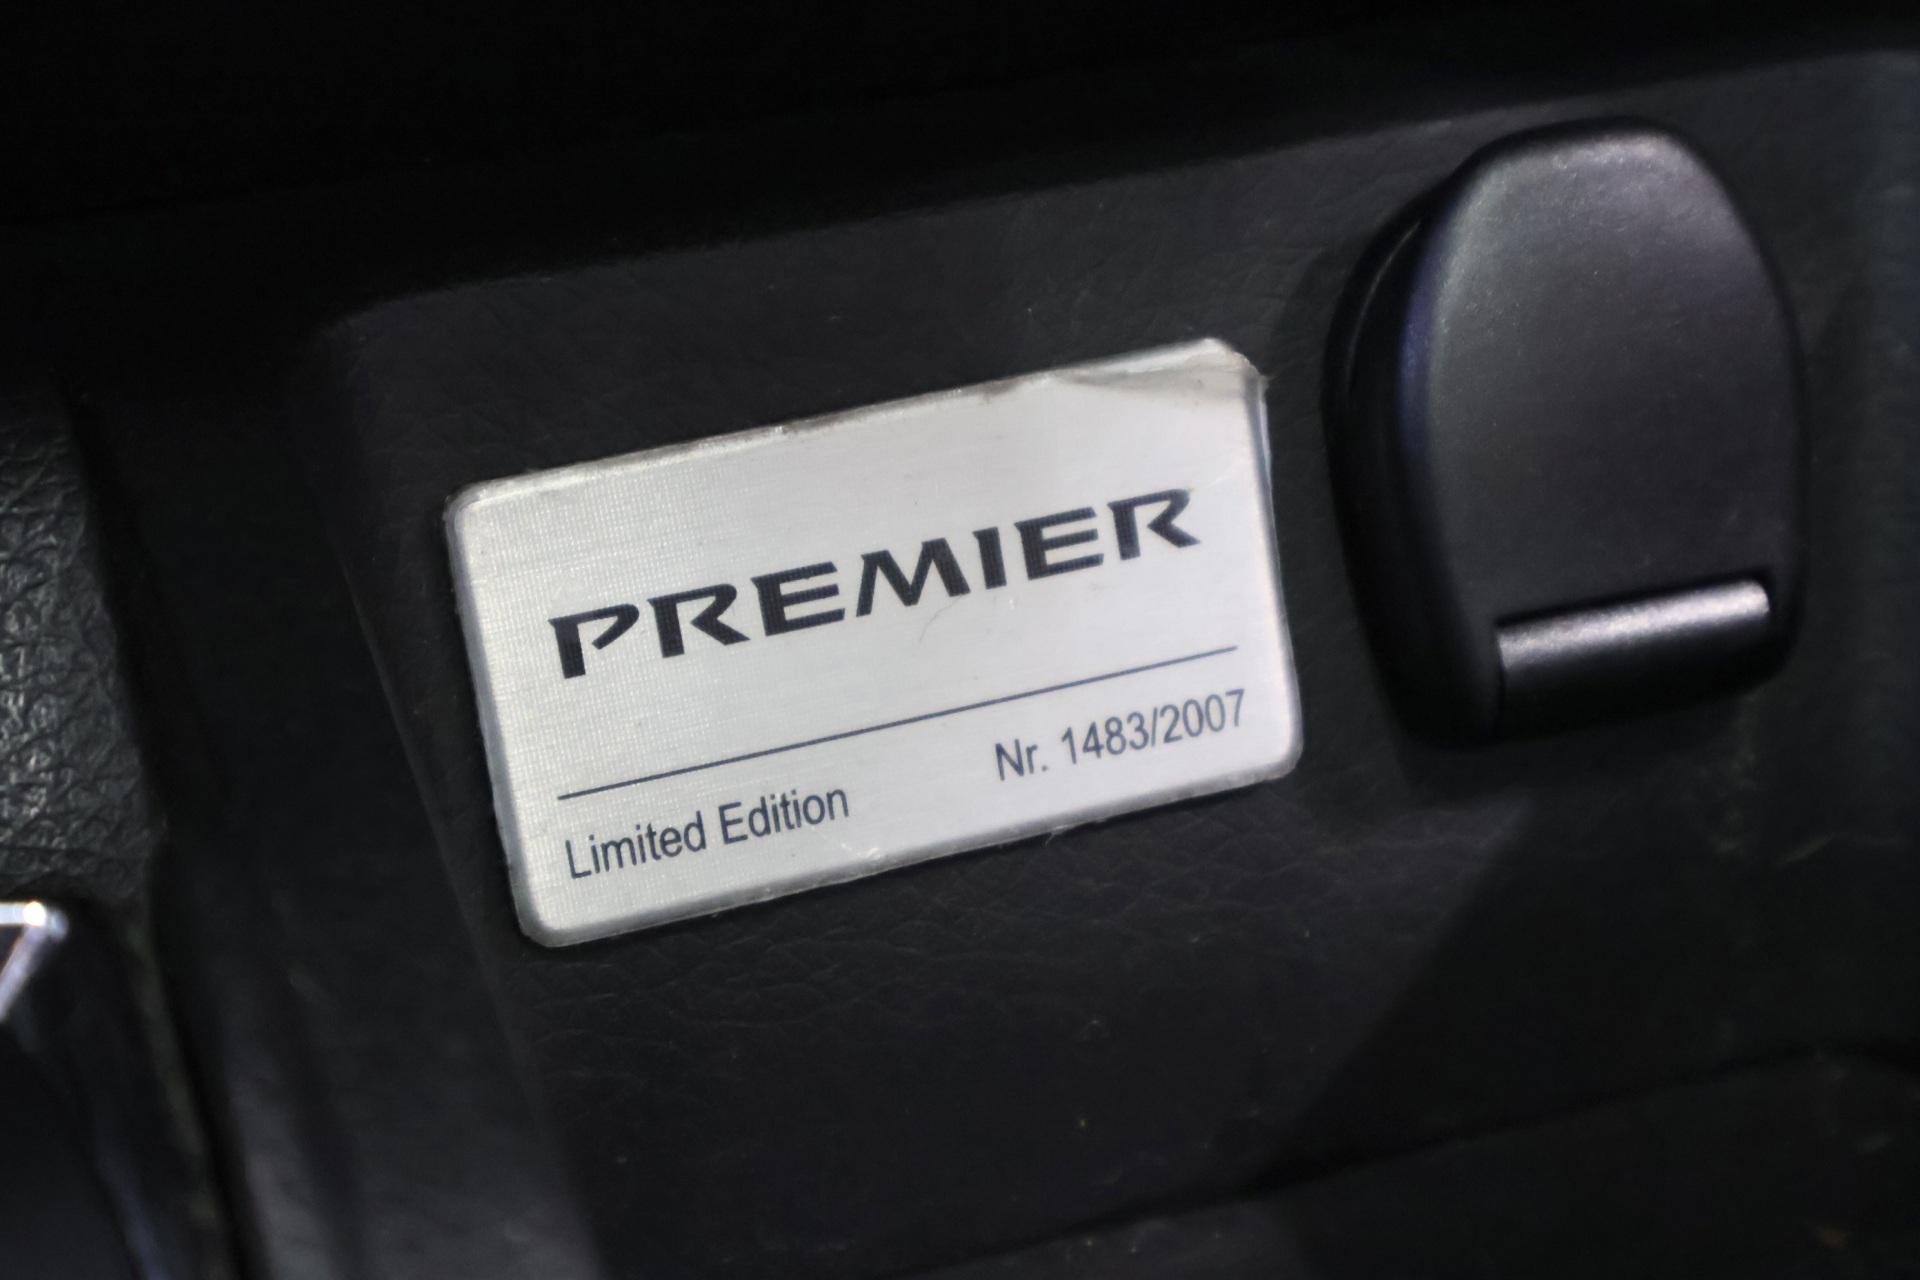 PREMIER
Limited Edition Nr. 1483/2007